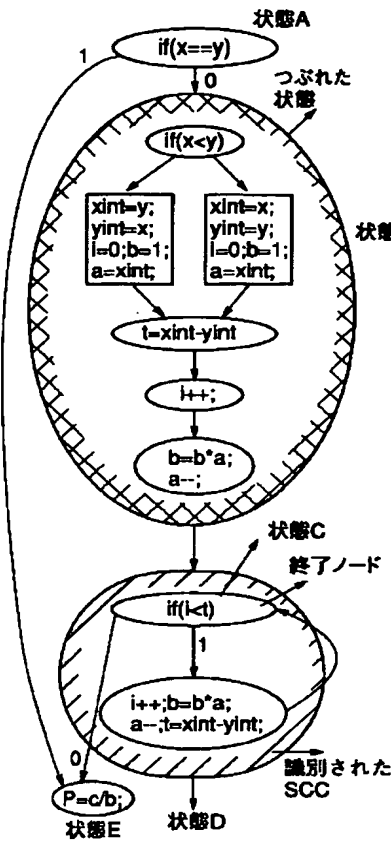 状態A
if(x==y)
1
0
つぶれた
状態
if(x<y)
xint=y;
yint=x;
i=0;b=1;
a=xint;
xint=x;
yint=y;
i=0;b=1;
a=xint;
状態
t=xint-yint
i++;
b=b*a;
a--;
状態C
終了ノード
if(i<t)
1
i++;b=b*a;
a--;t=xint-yint;
0
識別された
SCC
P=c/b;
状態E
状態D